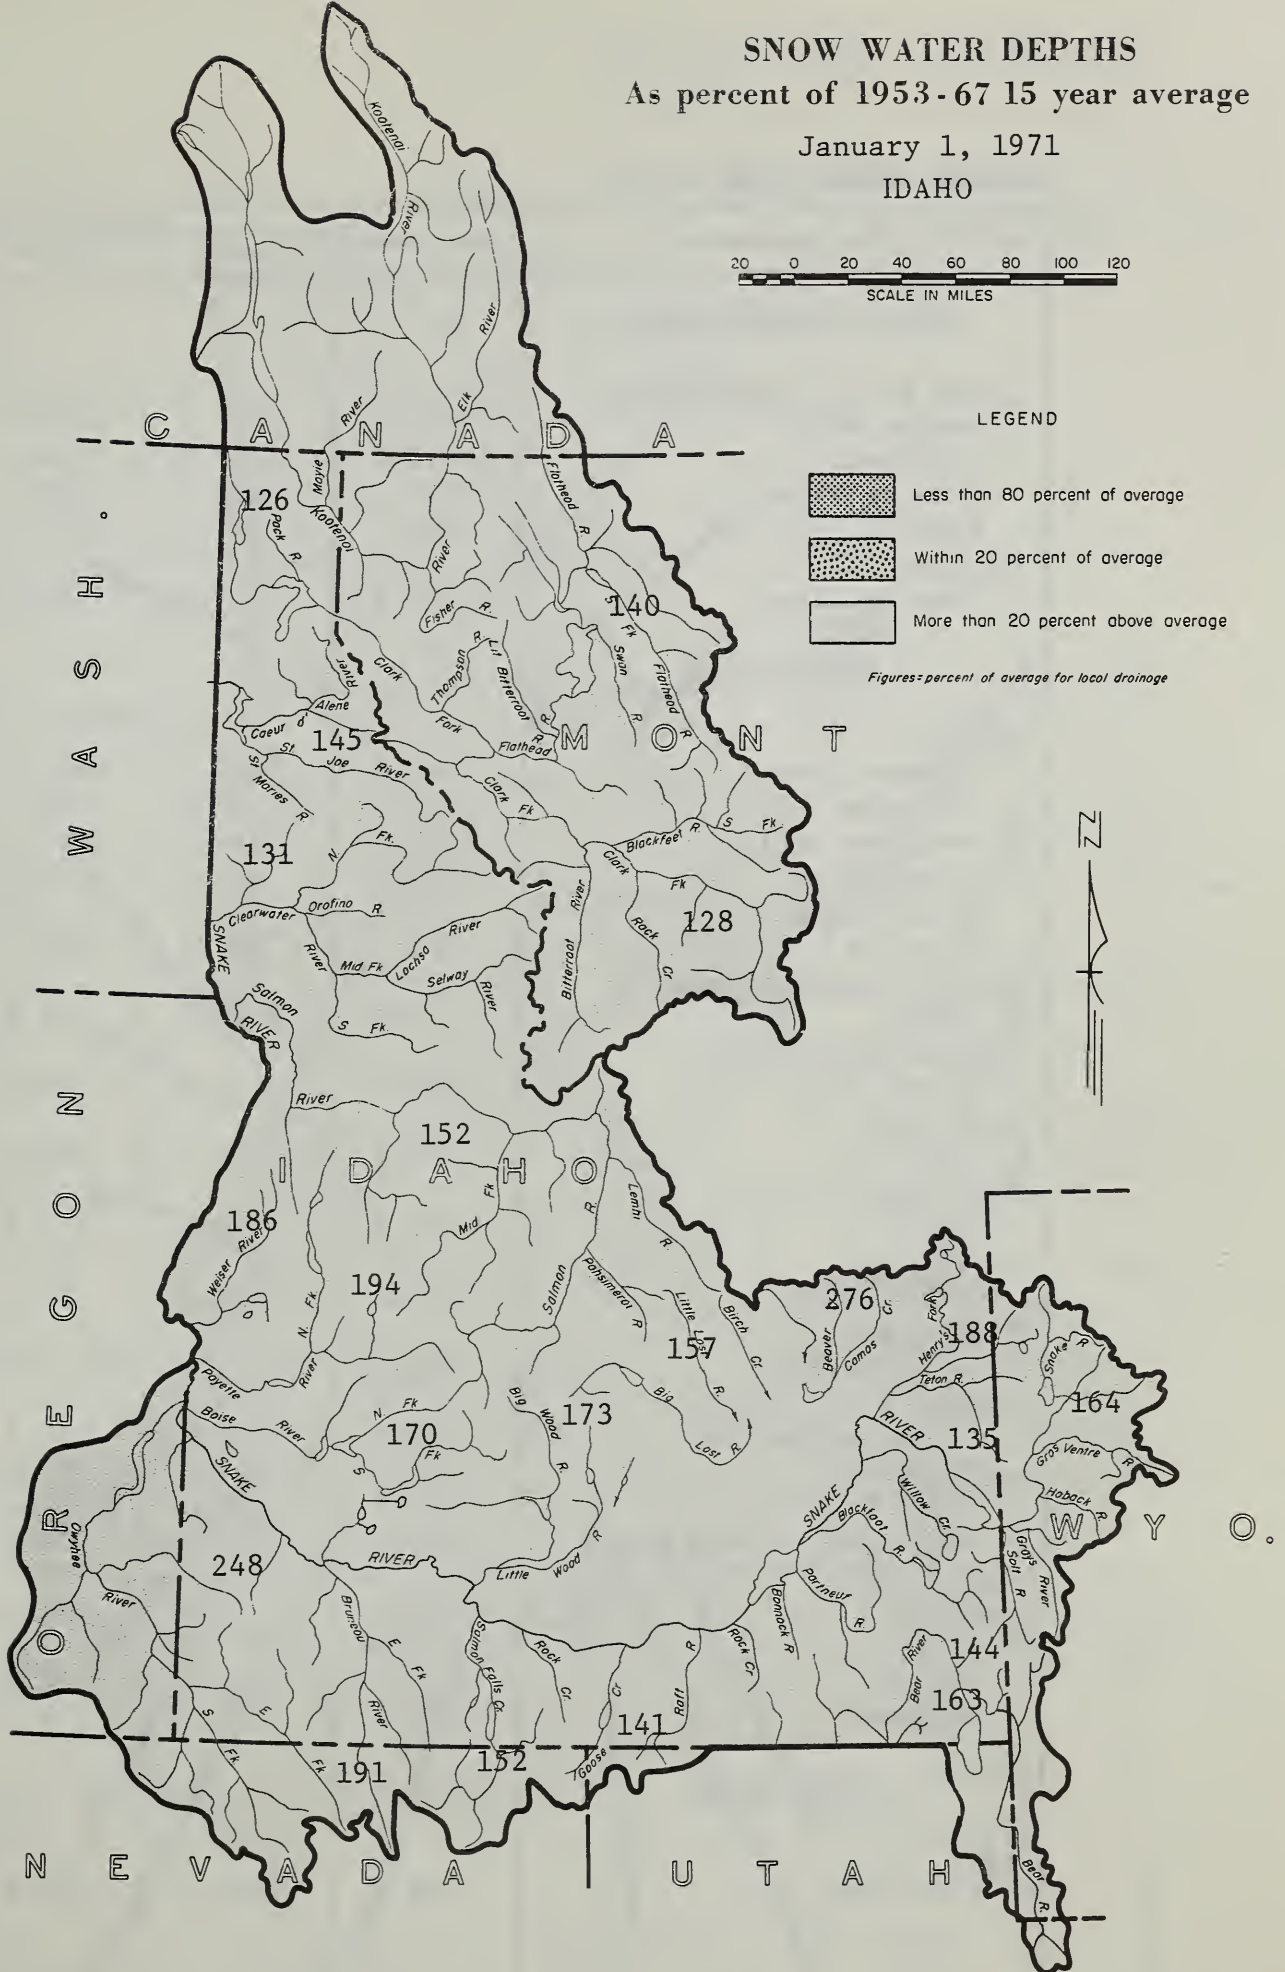 SNOW WATER DEPTHS
As percent of 1953-67 15 year average
January 1, 1971
IDAHO
20 0 20 40 60 80 100 120
SCALE IN MILES
LEGEND
Less than 80 percent of average
Within 20 percent of average
More than 20 percent above average
Figures=percent of average for local drainage
Kootenai
River
Elk River
Moyie River
CANADA
WASH.
126
Pack R
Kootenai
River
Flathead R
Fisher R.
140
S Fk Flathead R
Swan R
Thompson R.
Lit Bitterroot R.
Clark Fork
River
Flathead R
MONT
Coeur d' Alene
145
St Joe River
St Maries R
Clark Fk
131
N. Fk.
Blackfeet R.
S Fk
Clark Fk
128
Rock Cr
Bitterroot River
Clearwater
River
Orofino R
SNAKE
RIVER
Mid Fk
Lochsa River
Selway River
S Fk.
Salmon
River
N
OREGON
152
IDAHO
Mid Fk
Lemhi R.
186
Weiser River
194
N. Fk.
Salmon R.
Pahsimeroi R
Little Lost R.
157
Birch Cr.
276
Beaver
Camas Cr.
Henry's Fork
188
Teton R.
Snake R
164
Payette River
Boise River
N Fk
170
S Fk
Big Wood R.
173
Big Lost R
RIVER
135
Gros Ventre R
Hoback R.
WYO.
SNAKE
Willow Cr.
Blackfoot R.
SNAKE
RIVER
Owyhee
River
248
Little Wood R
Portneuf R.
Grays River
Salt R
Bruneau
River
E Fk
Salmon Falls Cr.
Rock Cr.
Goose Cr
Raft R
Rock Cr
Bannock R
Bear River
144
163
141
S Fk
E Fk
191
152
NEVADA
UTAH
Bear R.